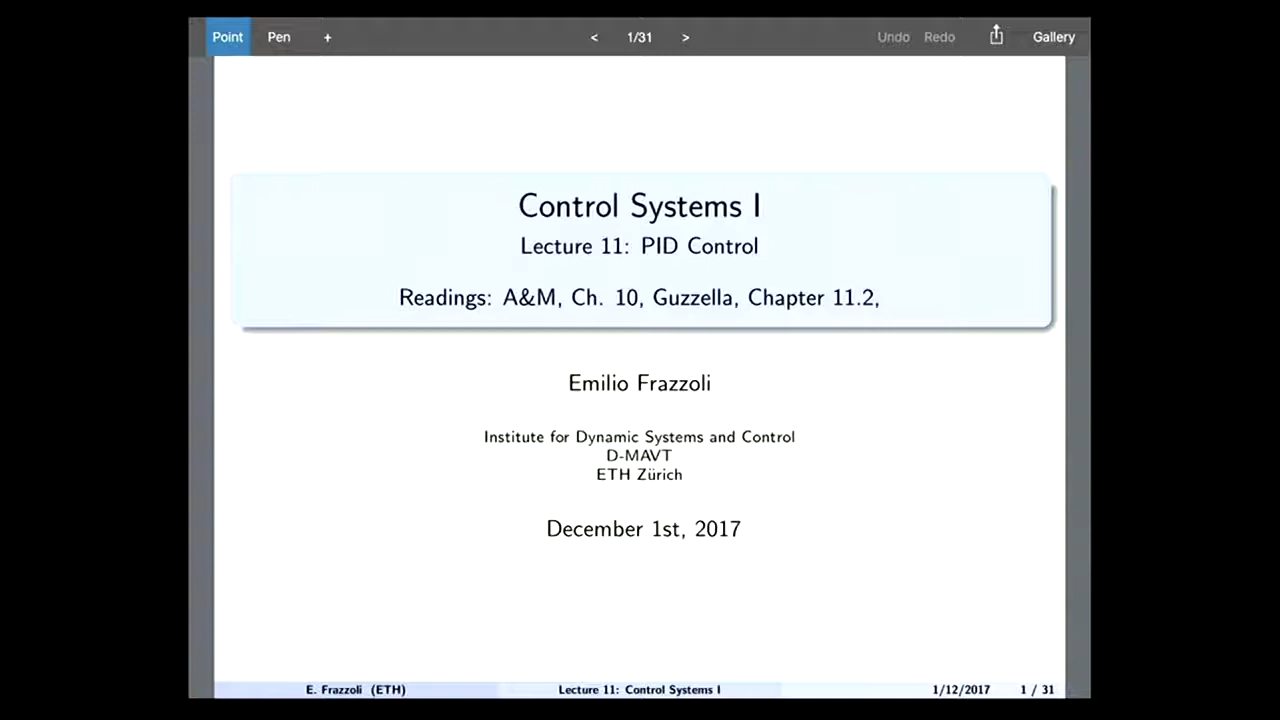 Point Pen + < 1/31 > Undo Redo Gallery
Control Systems I
Lecture 11: PID Control
Readings: A&M, Ch. 10, Guzzella, Chapter 11.2,
Emilio Frazzoli
Institute for Dynamic Systems and Control
D-MAVT
ETH Zürich
December 1st, 2017
E. Frazzoli (ETH) Lecture 11: Control Systems I 1/12/2017 1 / 31